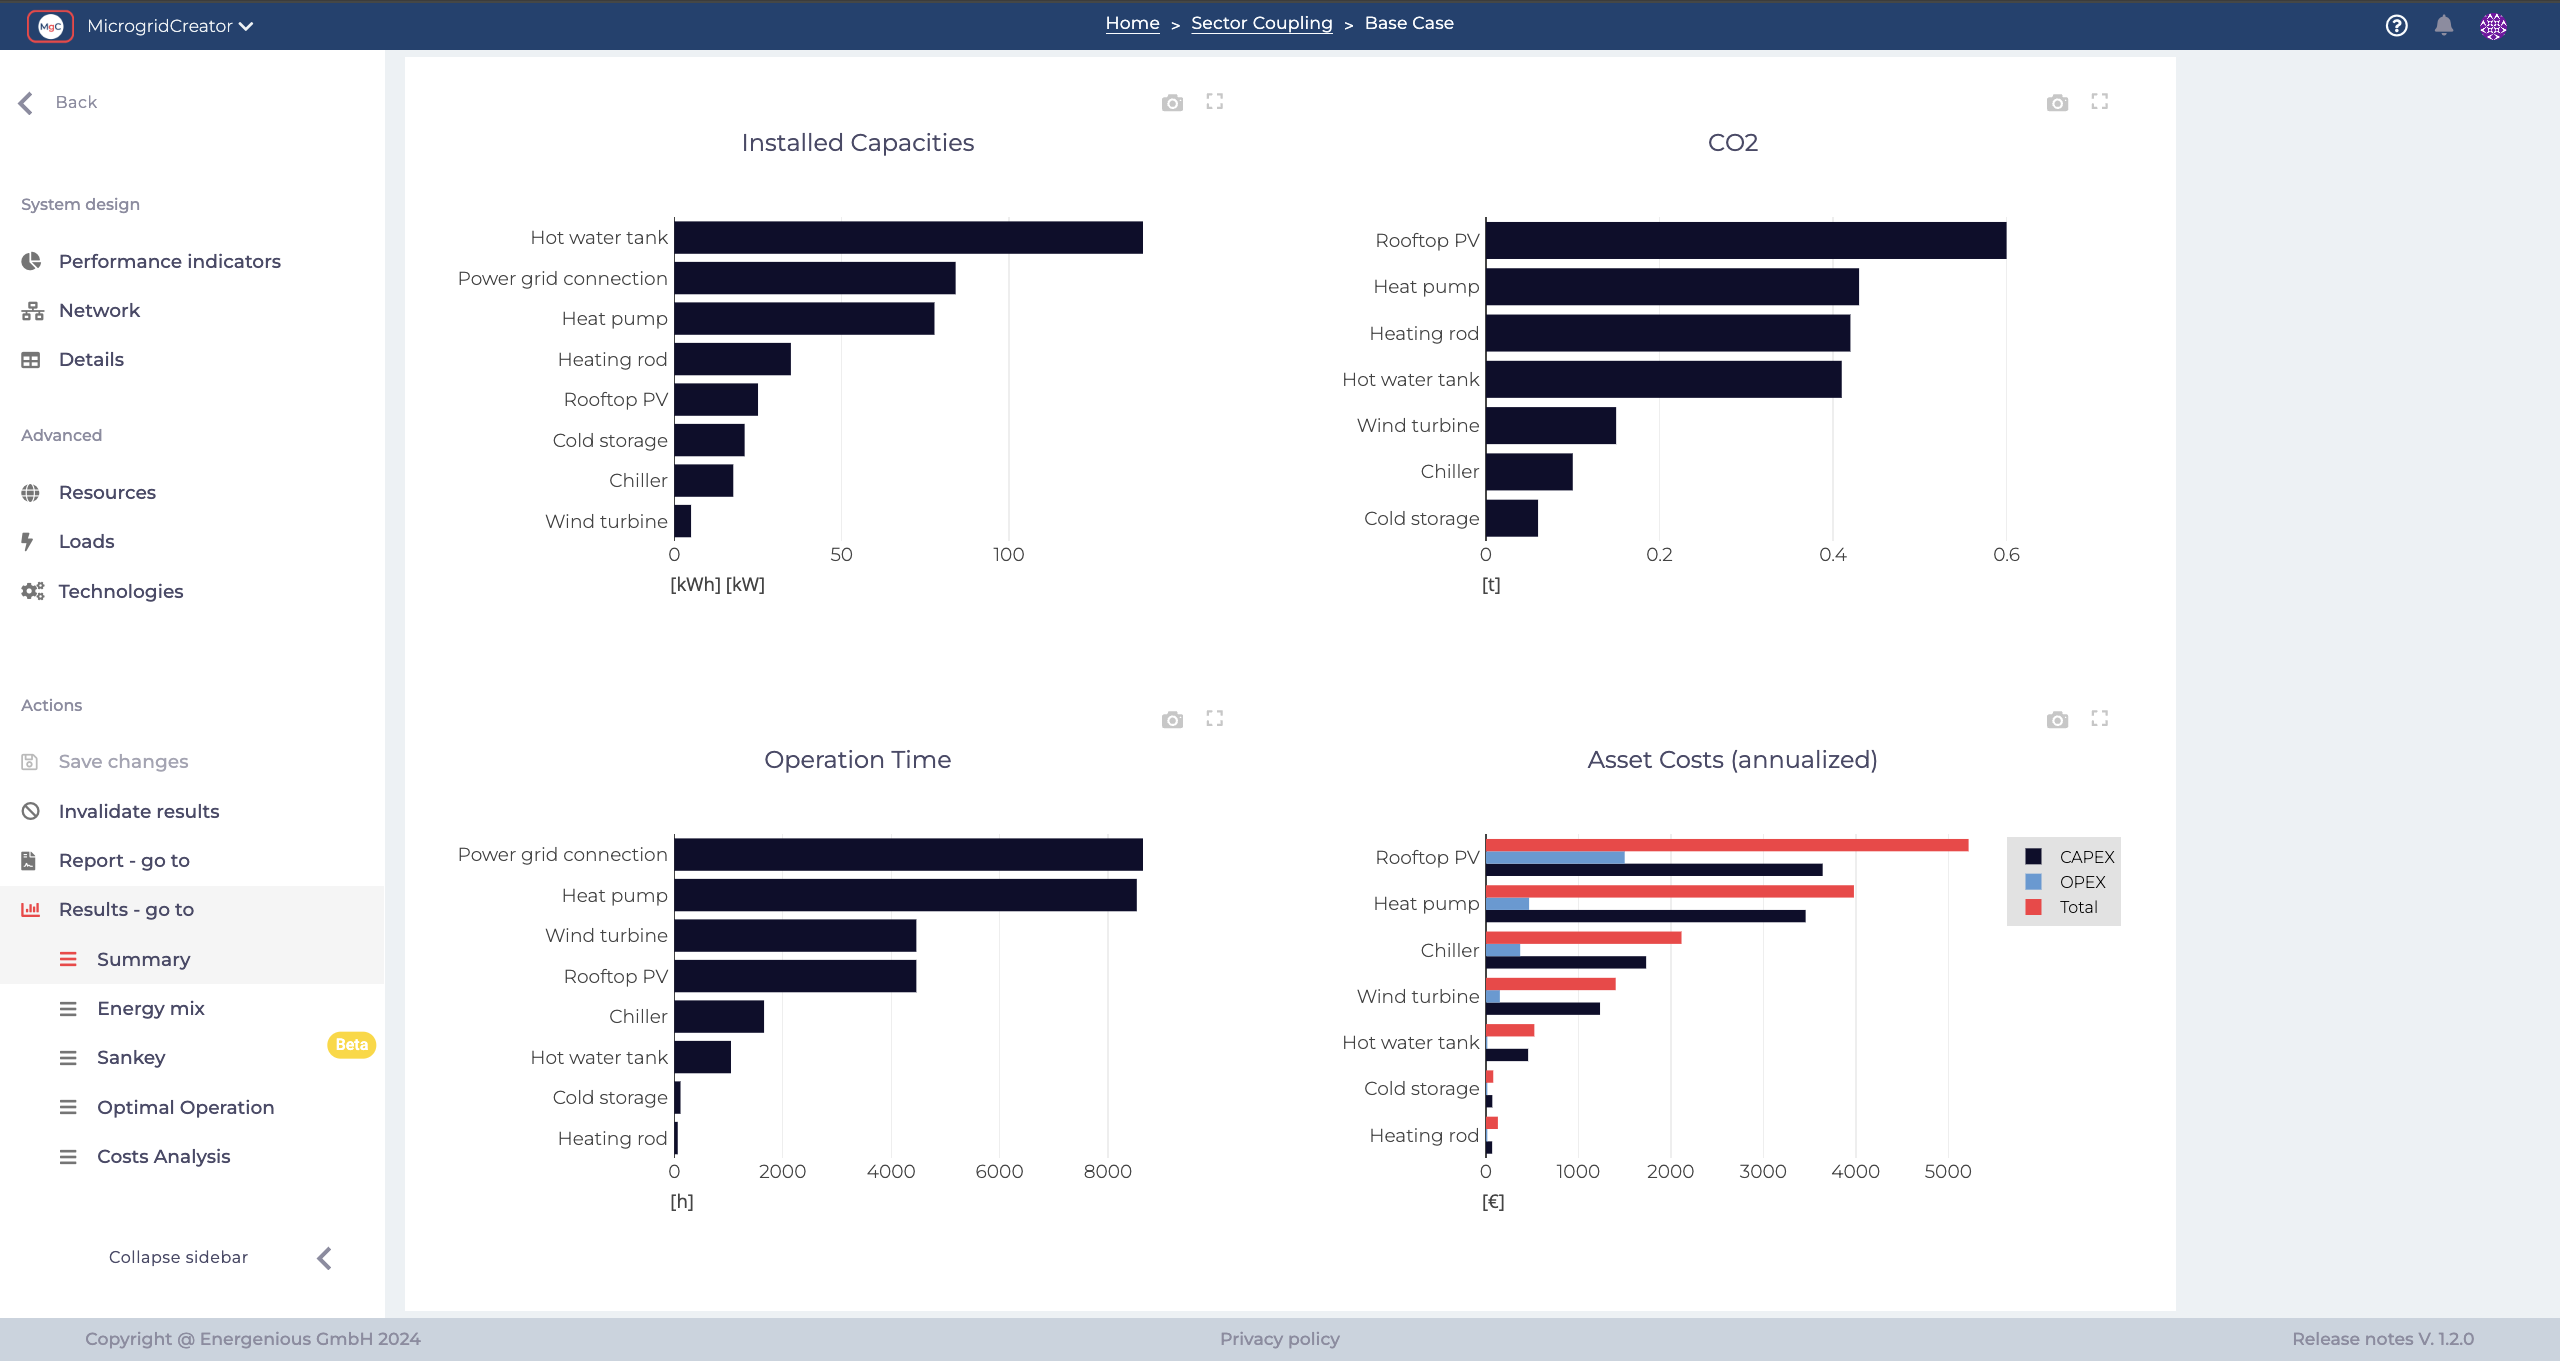 MgC MicrogridCreator
Home > Sector Coupling > Base Case
Back
System design
Performance indicators
Network
Details
Advanced
Resources
Loads
Technologies
Actions
Save changes
Invalidate results
Report - go to
Results - go to
Summary
Energy mix
Sankey
Beta
Optimal Operation
Costs Analysis
Collapse sidebar
Installed Capacities
Hot water tank
Power grid connection
Heat pump
Heating rod
Rooftop PV
Cold storage
Chiller
Wind turbine
0 50 100
[kWh] [kW]
CO2
Rooftop PV
Heat pump
Heating rod
Hot water tank
Wind turbine
Chiller
Cold storage
0 0.2 0.4 0.6
[t]
Operation Time
Power grid connection
Heat pump
Wind turbine
Rooftop PV
Chiller
Hot water tank
Cold storage
Heating rod
0 2000 4000 6000 8000
[h]
Asset Costs (annualized)
Rooftop PV
Heat pump
Chiller
Wind turbine
Hot water tank
Cold storage
Heating rod
0 1000 2000 3000 4000 5000
[€]
CAPEX
OPEX
Total
Copyright @ Energenious GmbH 2024
Privacy policy
Release notes V. 1.2.0